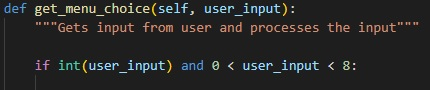 def get_menu_choice(self, user_input):
"""Gets input from user and processes the input"""
if int(user_input) and 0 < user_input < 8: